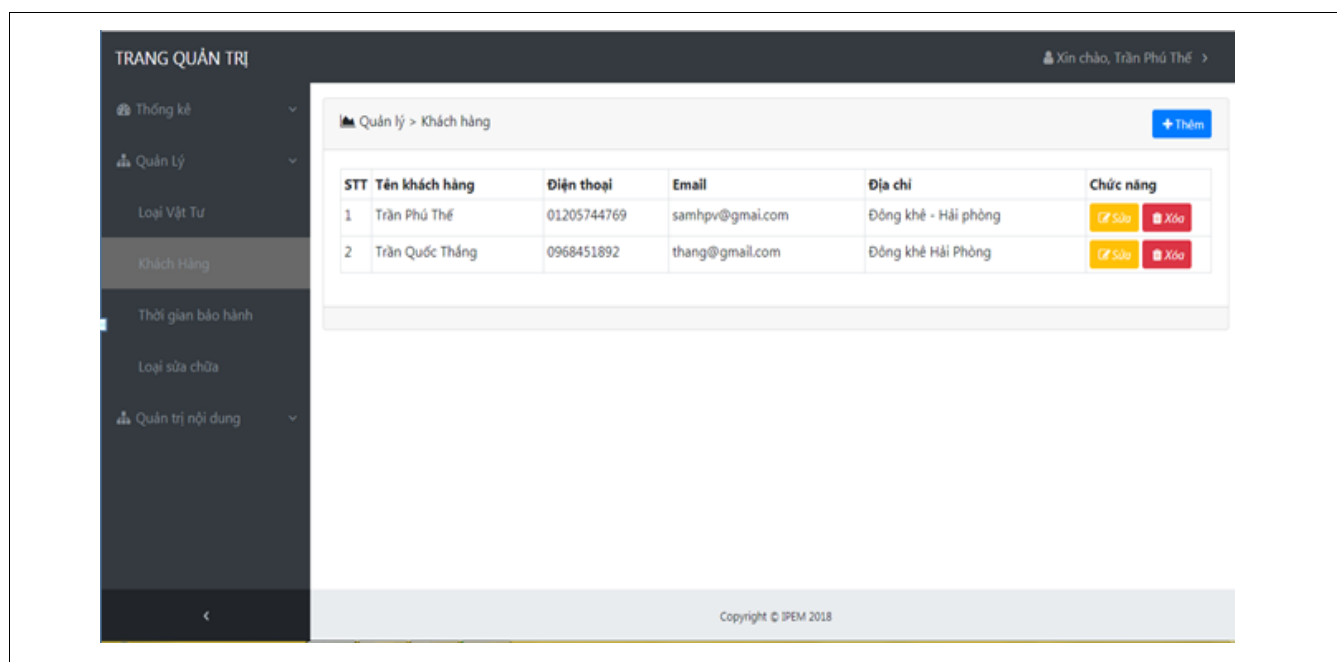 TRANG QUẢN TRỊ
Xin chào, Trần Phú Thế
Thống kê
Quản Lý
Loại Vật Tư
Khách Hàng
Thời gian bảo hành
Loại sửa chữa
Quản trị nội dung
Quản lý > Khách hàng
+ Thêm
STT Tên khách hàng Điện thoại Email Địa chỉ Chức năng
1 Trần Phú Thế 01205744769 samhpv@gmai.com Đông khê - Hải phòng Sửa Xóa
2 Trần Quốc Thắng 0968451892 thang@gmail.com Đông khê Hải Phòng Sửa Xóa
Copyright © IPEM 2018